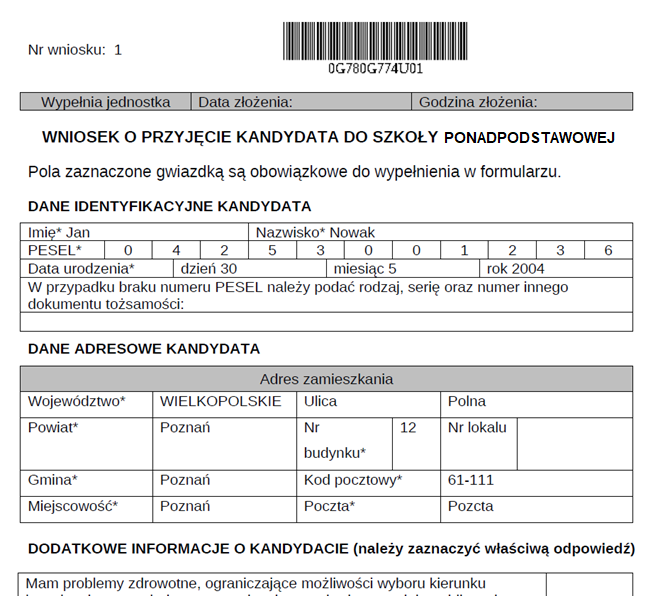 Nr wniosku: 1
0G780G774U01
Wypełnia jednostka Data złożenia: Godzina złożenia:
WNIOSEK O PRZYJĘCIE KANDYDATA DO SZKOŁY PONADPODSTAWOWEJ
Pola zaznaczone gwiazdką są obowiązkowe do wypełnienia w formularzu.
DANE IDENTYFIKACYJNE KANDYDATA
Imię* Jan Nazwisko* Nowak
PESEL* 0 4 2 5 3 0 0 1 2 3 6
Data urodzenia* dzień 30 miesiąc 5 rok 2004
W przypadku braku numeru PESEL należy podać rodzaj, serię oraz numer innego
dokumentu tożsamości:
DANE ADRESOWE KANDYDATA
Adres zamieszkania
Województwo* WIELKOPOLSKIE Ulica Polna
Powiat* Poznań Nr budynku* 12 Nr lokalu
Gmina* Poznań Kod pocztowy* 61-111
Miejscowość* Poznań Poczta* Pozcta
DODATKOWE INFORMACJE O KANDYDACIE (należy zaznaczyć właściwą odpowiedź)
Mam problemy zdrowotne, ograniczające możliwości wyboru kierunku